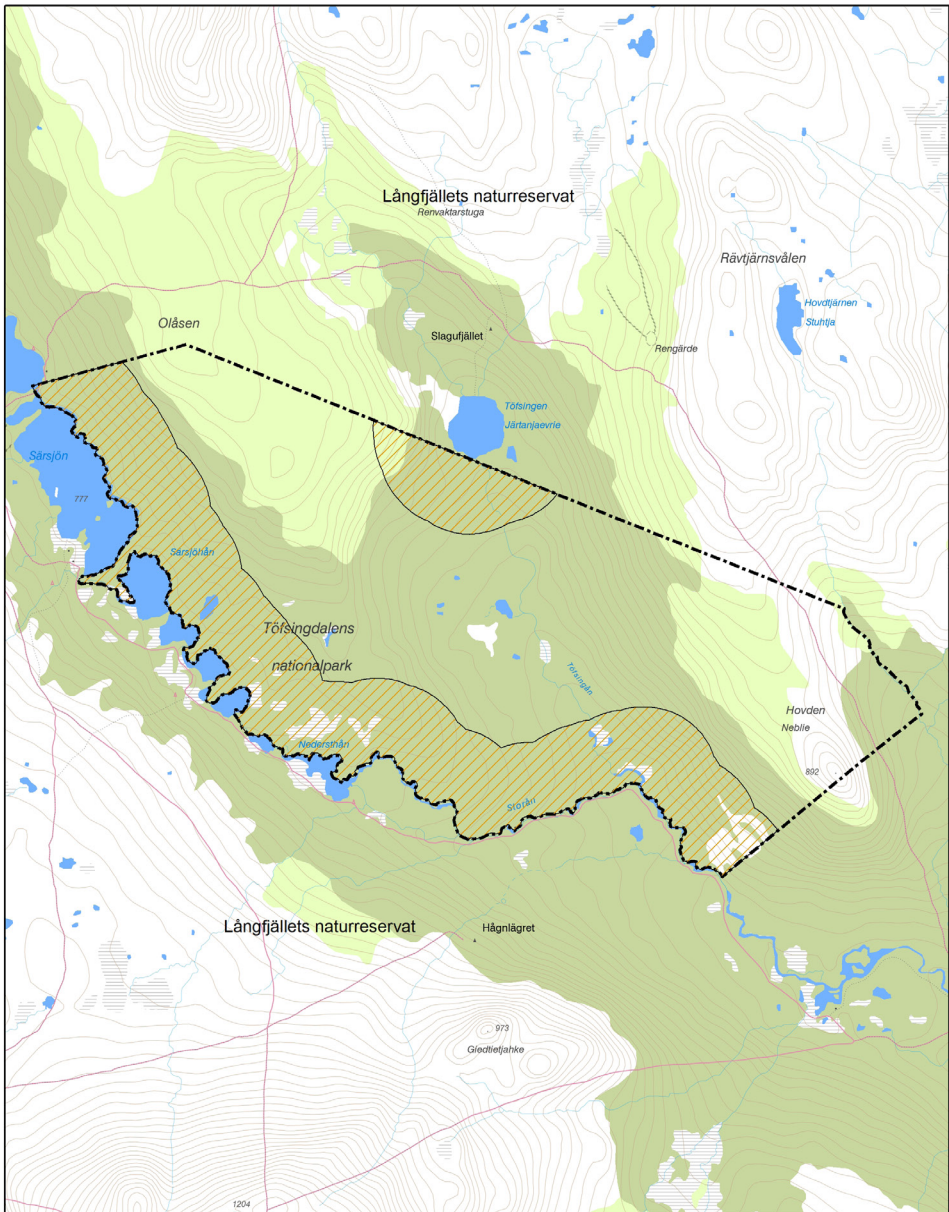 Långfjällets naturreservat
Renvaktarstuga
Rävtjärnsvålen
Hovdtjärnen
Stuhtja
Olåsen
Slagufjället
Rengärde
Töfsingen
Järtanjaevrie
Särsjön
777
Särsjöhån
Töfsingdalens
nationalpark
Töfsingån
Hovden
Neblie
892
Nedersthån
Storån
Långfjällets naturreservat
Hågnlägret
973
Giedtietjahke
1204